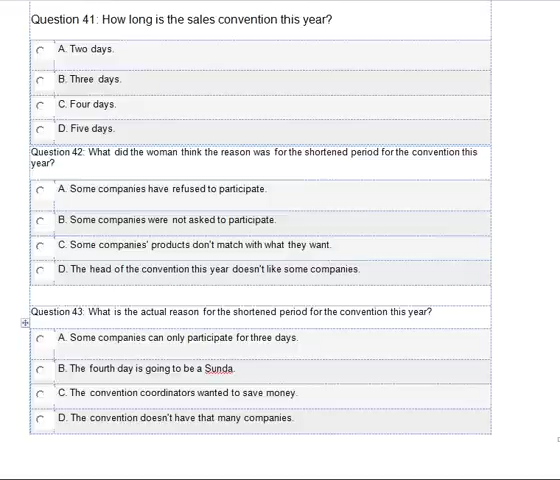 Question 41: How long is the sales convention this year?
A. Two days.
B. Three days.
C. Four days.
D. Five days.
Question 42: What did the woman think the reason was for the shortened period for the convention this
year?
A. Some companies have refused to participate.
B. Some companies were not asked to participate.
C. Some companies' products don't match with what they want.
D. The head of the convention this year doesn't like some companies.
Question 43: What is the actual reason for the shortened period for the convention this year?
A. Some companies can only participate for three days.
B. The fourth day is going to be a Sunda.
C. The convention coordinators wanted to save money.
D. The convention doesn't have that many companies.